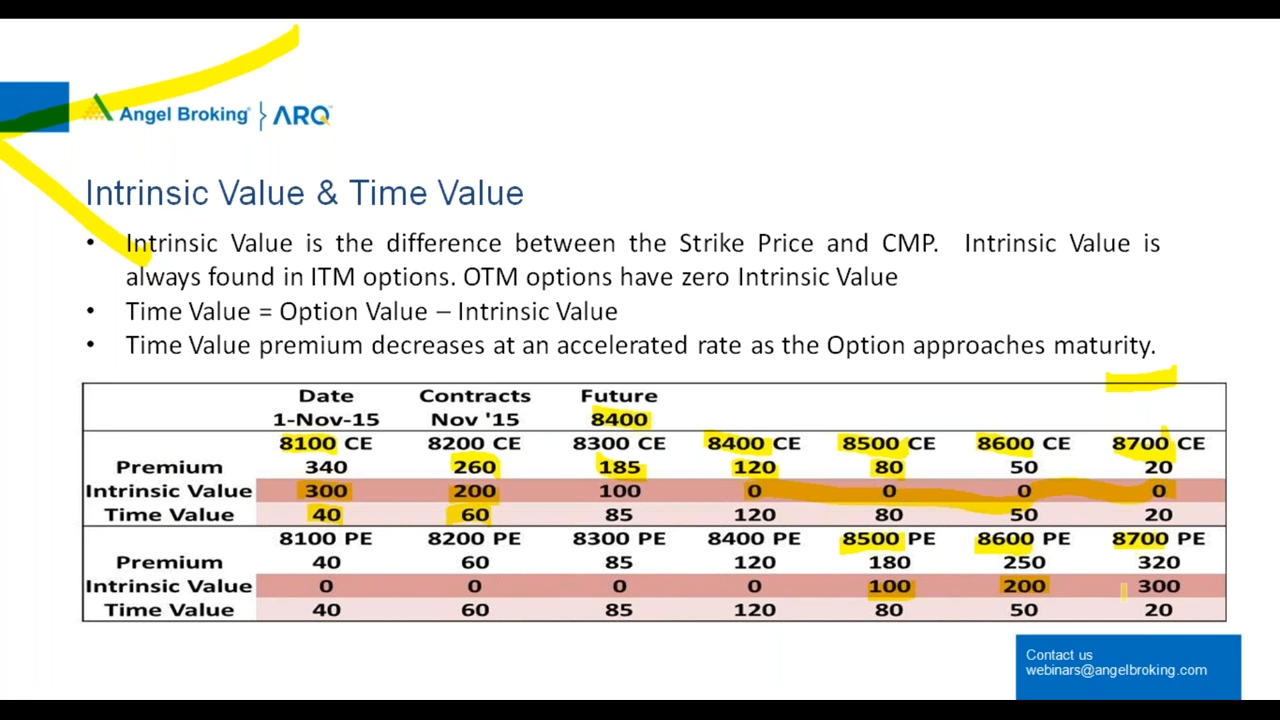 Angel Broking ARQ
Intrinsic Value & Time Value
• Intrinsic Value is the difference between the Strike Price and CMP. Intrinsic Value is
always found in ITM options. OTM options have zero Intrinsic Value
• Time Value = Option Value – Intrinsic Value
• Time Value premium decreases at an accelerated rate as the Option approaches maturity.
Date Contracts Future
1-Nov-15 Nov '15 8400
8100 CE 8200 CE 8300 CE 8400 CE 8500 CE 8600 CE 8700 CE
Premium 340 260 185 120 80 50 20
Intrinsic Value 300 200 100 0 0 0 0
Time Value 40 60 85 120 80 50 20
8100 PE 8200 PE 8300 PE 8400 PE 8500 PE 8600 PE 8700 PE
Premium 40 60 85 120 180 250 320
Intrinsic Value 0 0 0 0 100 200 300
Time Value 40 60 85 120 80 50 20
Contact us
webinars@angelbroking.com